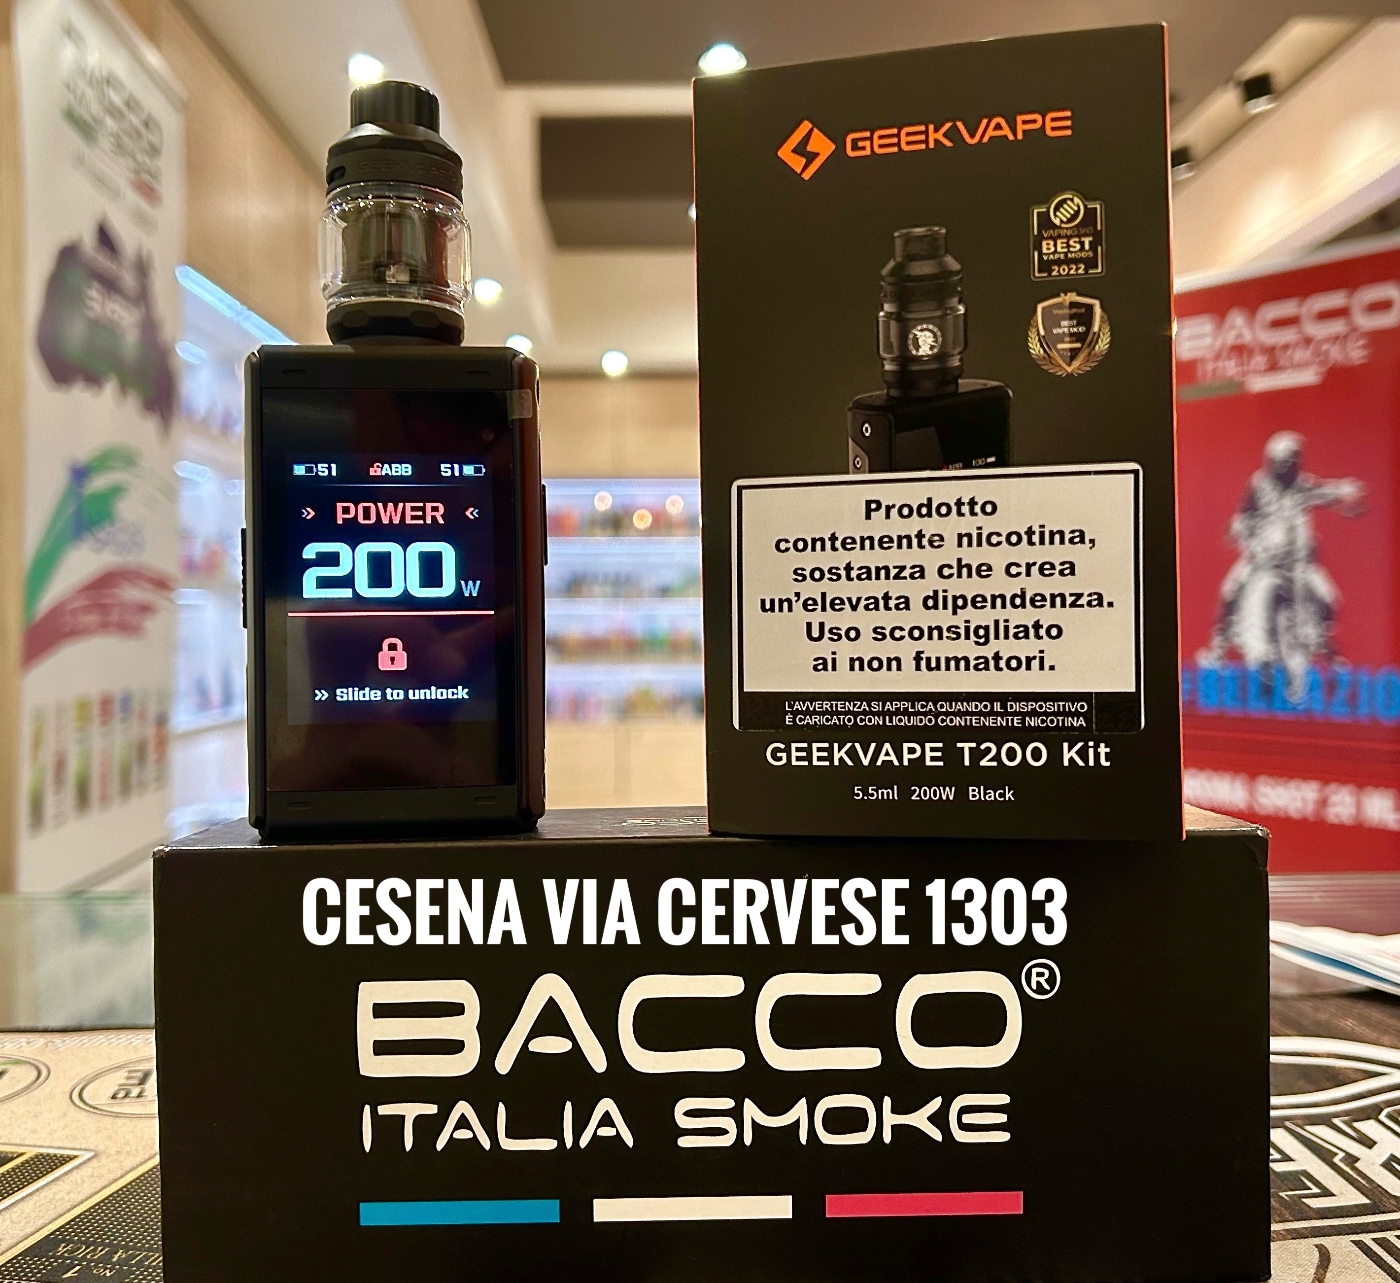 GEEKVAPE
VAPING360
BEST
VAPE MODS
2022
BEST
VAPE MOD
51 ABB 51
» POWER «
200W
» Slide to unlock
Prodotto
contenente nicotina,
sostanza che crea
un'elevata dipendenza.
Uso sconsigliato
ai non fumatori.
L'AVVERTENZA SI APPLICA QUANDO IL DISPOSITIVO
È CARICATO CON LIQUIDO CONTENENTE NICOTINA
GEEKVAPE T200 Kit
5.5ml 200W Black
BACCO
ITALIA SMOKE
CESENA VIA CERVESE 1303
BACCO®
ITALIA SMOKE